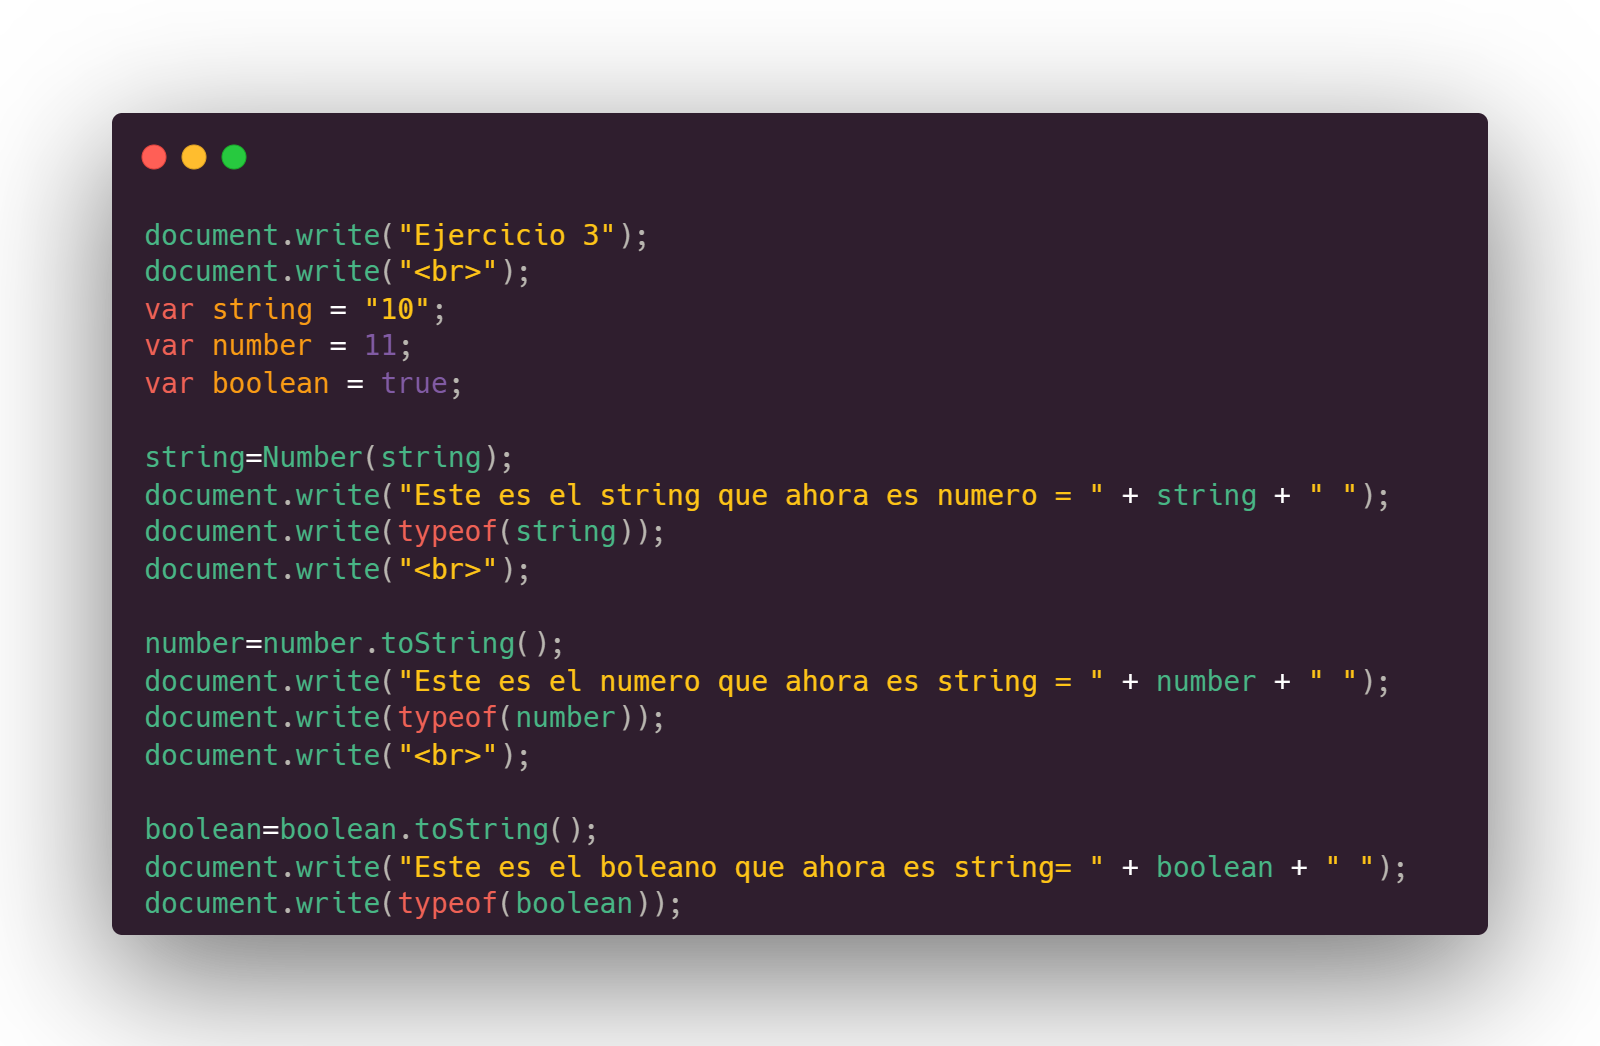 document.write("Ejercicio 3");
document.write("<br>");
var string = "10";
var number = 11;
var boolean = true;
string=Number(string);
document.write("Este es el string que ahora es numero = " + string + " ");
document.write(typeof(string));
document.write("<br>");
number=number.toString();
document.write("Este es el numero que ahora es string = " + number + " ");
document.write(typeof(number));
document.write("<br>");
boolean=boolean.toString();
document.write("Este es el boleano que ahora es string= " + boolean + " ");
document.write(typeof(boolean));